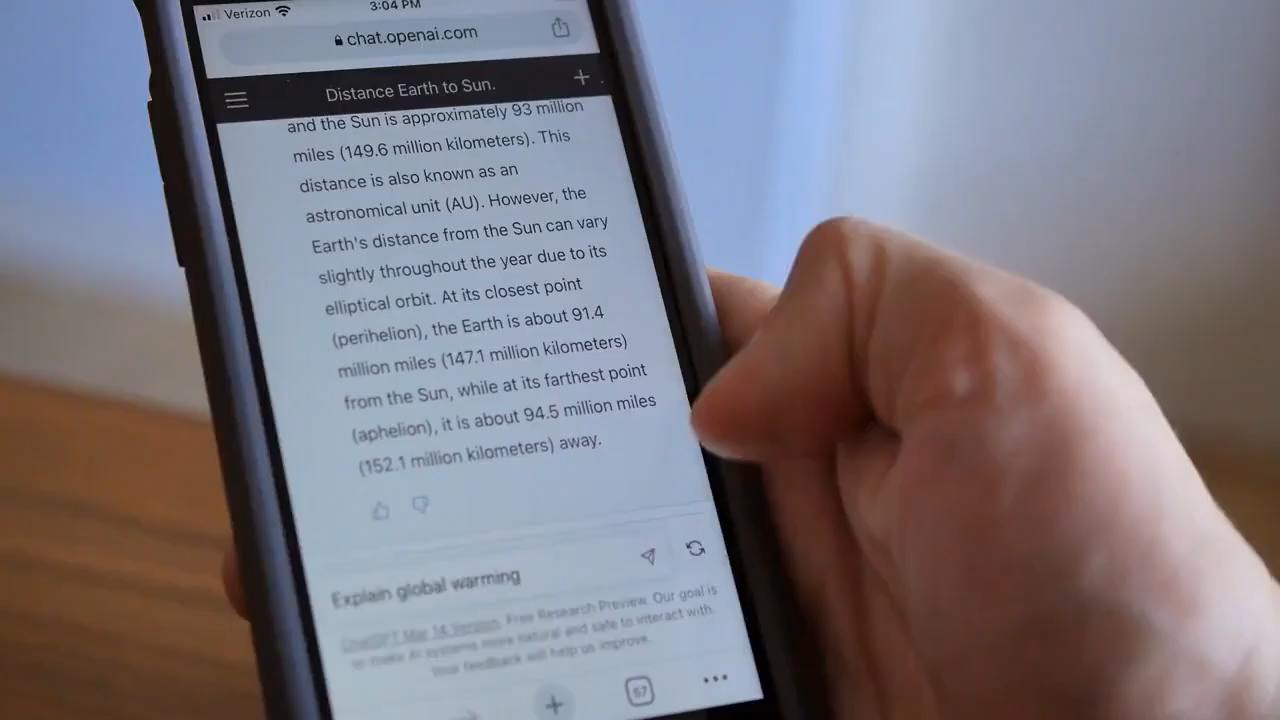 Verizon 3:04 PM
chat.openai.com
Distance Earth to Sun.
and the Sun is approximately 93 million
miles (149.6 million kilometers). This
distance is also known as an
astronomical unit (AU). However, the
Earth's distance from the Sun can vary
slightly throughout the year due to its
elliptical orbit. At its closest point
(perihelion), the Earth is about 91.4
million miles (147.1 million kilometers)
from the Sun, while at its farthest point
(aphelion), it is about 94.5 million miles
(152.1 million kilometers) away.
Explain global warming
ChatGPT Mar 14 Version. Free Research Preview. Our goal is
to make AI systems more natural and safe to interact with.
Your feedback will help us improve.
57